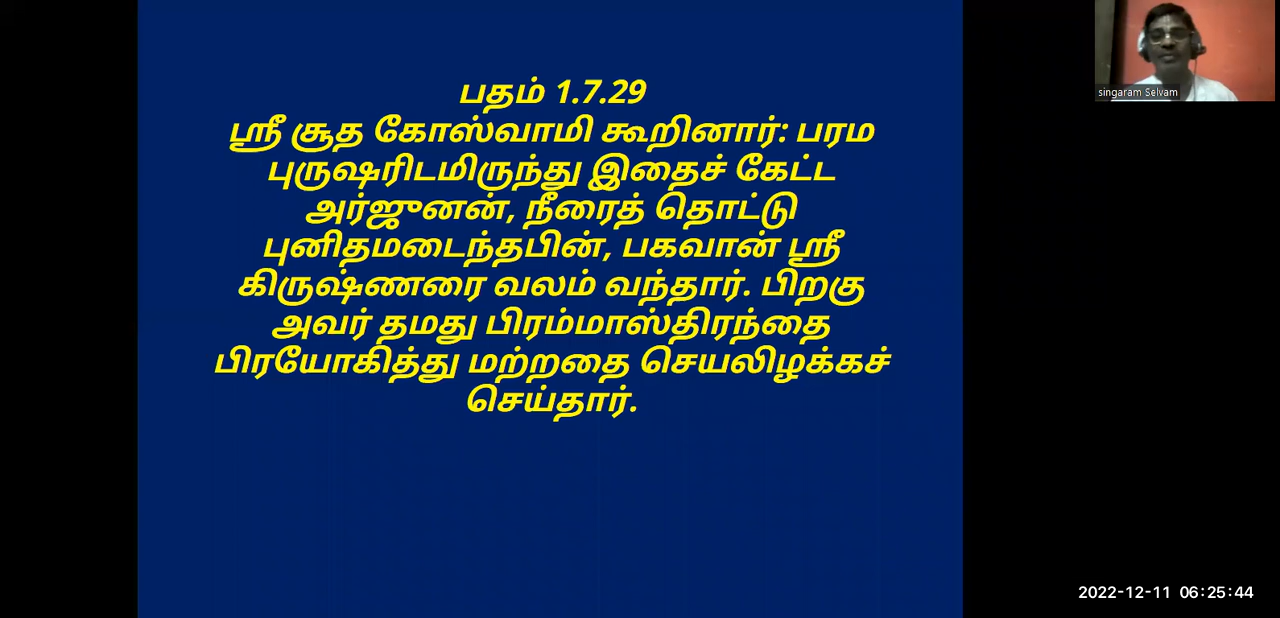 பதம் 1.7.29
ஸ்ரீ சூத கோஸ்வாமி கூறினார்: பரம
புருஷரிடமிருந்து இதைச் கேட்ட
அர்ஜுனன், நீரைத் தொட்டு
புனிதமடைந்தபின், பகவான் ஸ்ரீ
கிருஷ்ணரை வலம் வந்தார். பிறகு
அவர் தமது பிரம்மாஸ்திரந்தை
பிரயோகித்து மற்றதை செயலிழக்கச்
செய்தார்.
singaram Selvam
2022-12-11 06:25:44